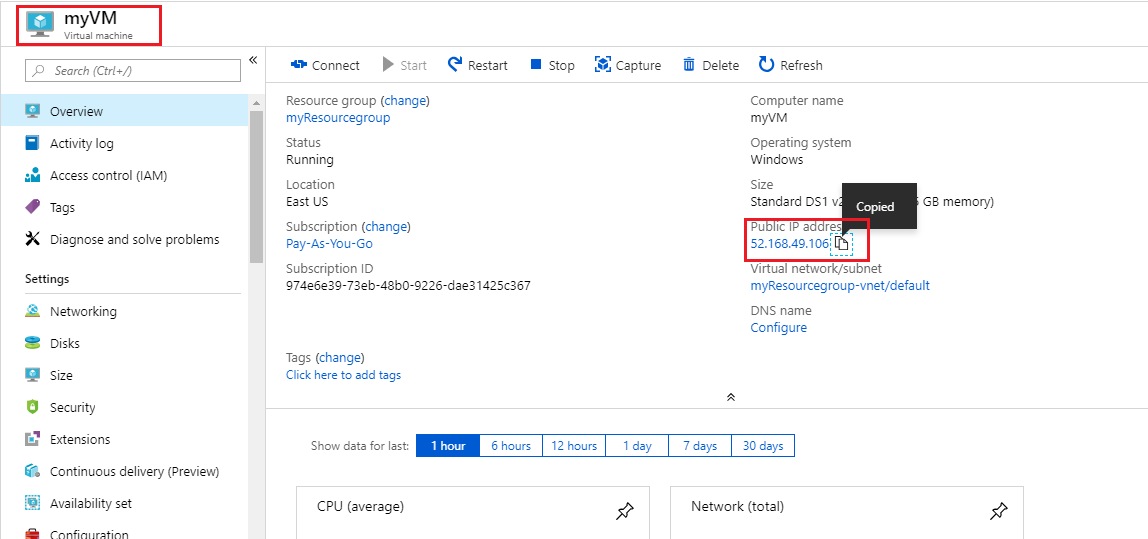 myVM
Virtual machine
Search (Ctrl+/)
«
Overview
Activity log
Access control (IAM)
Tags
Diagnose and solve problems
Settings
Networking
Disks
Size
Security
Extensions
Continuous delivery (Preview)
Availability set
Configuration
Connect Start Restart Stop Capture Delete Refresh
Resource group (change)
myResourcegroup
Status
Running
Location
East US
Subscription (change)
Pay-As-You-Go
Subscription ID
974e6e39-73eb-48b0-9226-dae31425c367
Computer name
myVM
Operating system
Windows
Size
Standard DS1 GB memory)
Copied
Public IP
52.168.49.106
Virtual network/subnet
myResourcegroup-vnet/default
DNS name
Configure
Tags (change)
Click here to add tags
Show data for last: 1 hour 6 hours 12 hours 1 day 7 days 30 days
CPU (average)
Network (total)